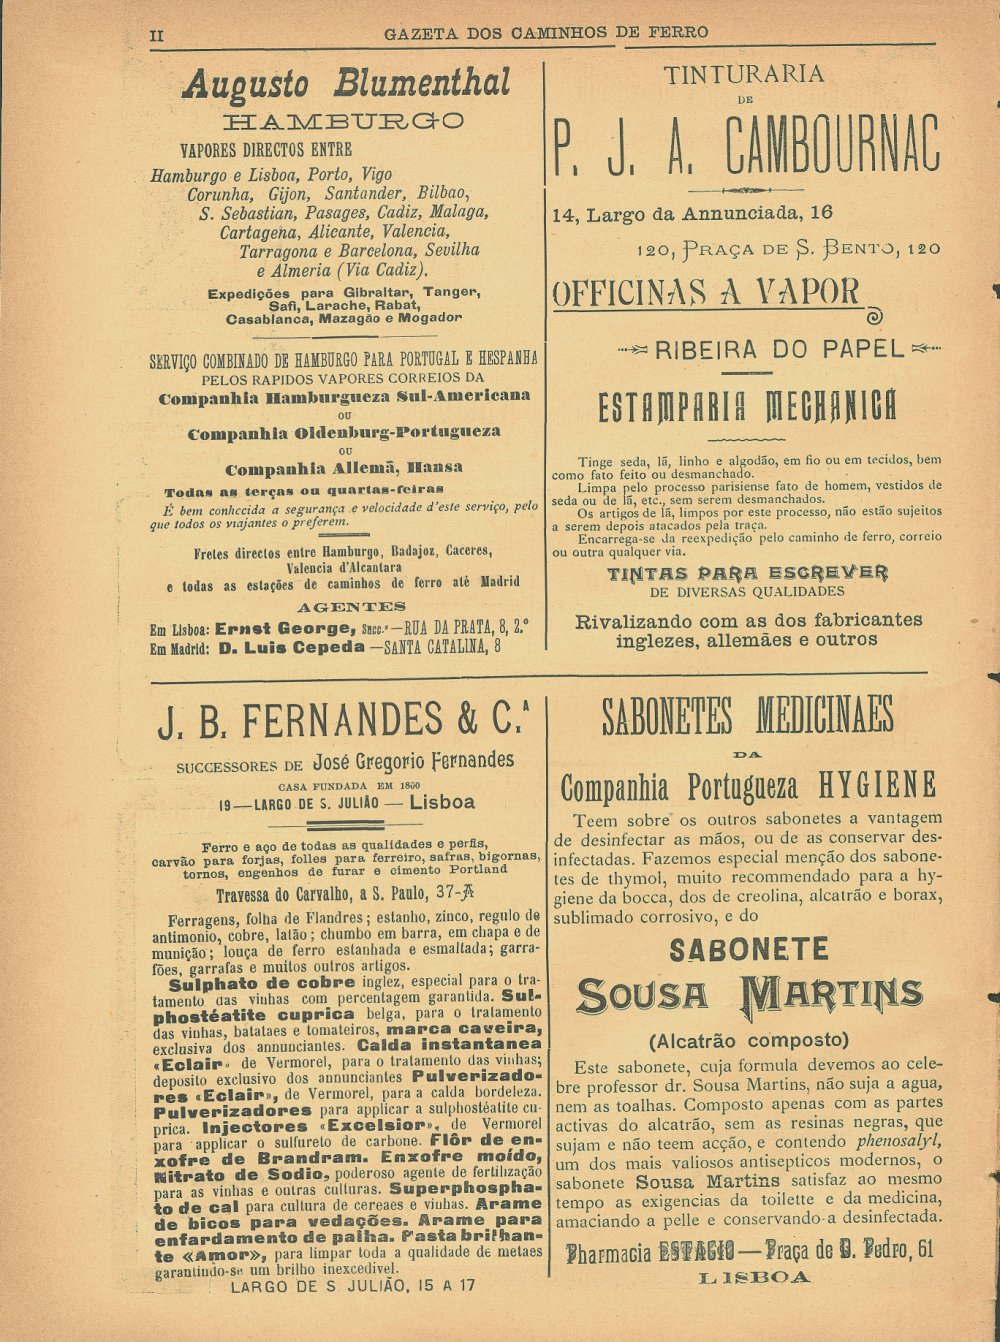 II
GAZETA DOS CAMINHOS DE FERRO
Augusto Blumenthal
HAMBURGO
VAPORES DIRECTOS ENTRE
Hamburgo e Lisboa, Porto, Vigo
Corunha, Gijon, Santander, Bilbao,
S. Sebastian, Pasages, Cadiz, Malaga,
Cartagena, Alicante, Valencia,
Tarragona e Barcelona, Sevilha
e Almeria (Via Cadiz).
Expedições para Gibraltar, Tanger,
Safi, Larache, Rabat,
Casablanca, Mazagão e Mogador
SERVIÇO COMBINADO DE HAMBURGO PARA PORTUGAL E HESPANHA
PELOS RAPIDOS VAPORES CORREIOS DA
Companhia Hamburgueza Sul-Americana
OU
Companhia Oldenburg-Portugueza
OU
Companhia Allemã, Hansa
Todas as terças ou quartas-feiras
É bem conhecida a segurança e velocidade d'este serviço, pelo
que todos os viajantes o preferem.
Fretes directos entre Hamburgo, Badajoz, Caceres,
Valencia d'Alcantara
e todas as estações de caminhos de ferro até Madrid
AGENTES
Em Lisboa: Ernst George, Succ.ʳ—RUA DA PRATA, 8, 2.º
Em Madrid: D. Luis Cepeda—SANTA CATALINA, 8
TINTURARIA
DE
P. J. A. CAMBOURNAC
14, Largo da Annunciada, 16
120, PRAÇA DE S. BENTO, 120
OFFICINAS A VAPOR
RIBEIRA DO PAPEL
ESTAMPARIA MECHANICA
Tinge seda, lã, linho e algodão, em fio ou em tecidos, bem
como fato feito ou desmanchado.
Limpa pelo processo parisiense fato de homem, vestidos de
seda ou de lã, etc., sem serem desmanchados.
Os artigos de lã, limpos por este processo, não estão sujeitos
a serem depois atacados pela traça.
Encarrega-se da reexpedição pelo caminho de ferro, correio
ou outra qualquer via.
TINTAS PARA ESCREVER
DE DIVERSAS QUALIDADES
Rivalizando com as dos fabricantes
inglezes, allemães e outros
J. B. FERNANDES & C.ᴬ
SUCCESSORES DE José Gregorio Fernandes
CASA FUNDADA EM 1860
19—LARGO DE S. JULIÃO — Lisboa
Ferro e aço de todas as qualidades e perfis,
carvão para forjas, folles para ferreiro, safras, bigornas,
tornos, engenhos de furar e cimento Portland
Travessa do Carvalho, a S. Paulo, 37-A
Ferragens, folha de Flandres; estanho, zinco, regulo de
antimonio, cobre, latão; chumbo em barra, em chapa e de
munição; louça de ferro estanhada e esmaltada; garra-
fões, garrafas e muitos outros artigos.
Sulphato de cobre inglez, especial para o tra-
tamento das vinhas com percentagem garantida. Sul-
phostéatite cuprica belga, para o tratamento
das vinhas, batataes e tomateiros, marca caveira,
exclusiva dos annunciantes. Calda instantanea
«Eclair» de Vermorel, para o tratamento das vinhas;
deposito exclusivo dos annunciantes Pulverizado-
res «Eclair», de Vermorel, para a calda bordeleza.
Pulverizadores para applicar a sulphostéatite cu-
prica. Injectores «Excelsior», de Vermorel
para applicar o sulfureto de carbone. Flôr de en-
xofre de Brandram. Enxofre moído,
Nitrato de Sodio, poderoso agente de fertilização
para as vinhas e outras culturas. Superphospha-
to de cal para cultura de cereaes e vinhas. Arame
de bicos para vedações. Arame para
enfardamento de palha. Pasta brilhan-
te «Amor», para limpar toda a qualidade de metaes
garantindo-se um brilho inexcedivel.
LARGO DE S. JULIÃO, 15 A 17
SABONETES MEDICINAES
DA
Companhia Portugueza HYGIENE
Teem sobre os outros sabonetes a vantagem
de desinfectar as mãos, ou de as conservar des-
infectadas. Fazemos especial menção dos sabone-
tes de thymol, muito recommendado para a hy-
giene da bocca, dos de creolina, alcatrão e borax,
sublimado corrosivo, e do
SABONETE
SOUSA MARTINS
(Alcatrão composto)
Este sabonete, cuja formula devemos ao cele-
bre professor dr. Sousa Martins, não suja a agua,
nem as toalhas. Composto apenas com as partes
activas do alcatrão, sem as resinas negras, que
sujam e não teem acção, e contendo phenosalyl,
um dos mais valiosos antisepticos modernos, o
sabonete Sousa Martins satisfaz ao mesmo
tempo as exigencias da toilette e da medicina,
amaciando a pelle e conservando-a desinfectada.
Pharmacia ESTACIO—Praça de D. Pedro, 61
LISBOA